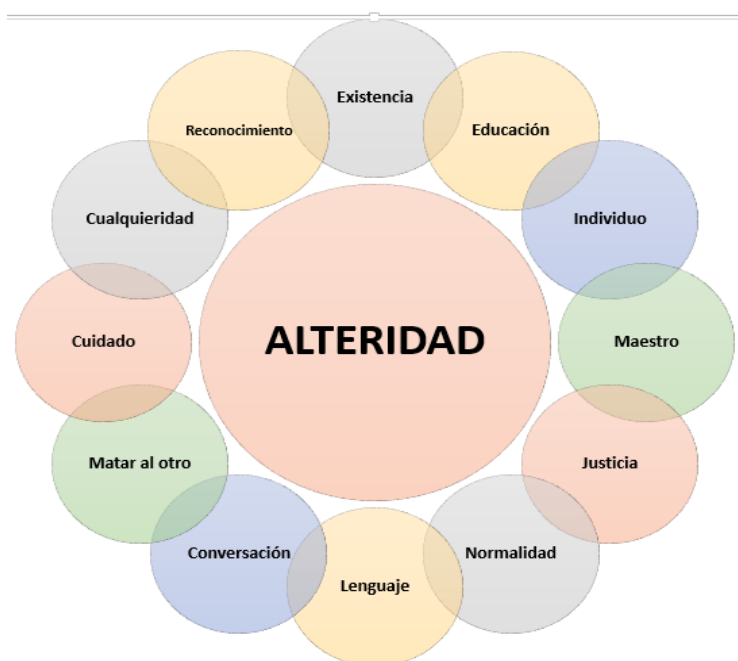 Existencia
Educación
Individuo
Maestro
Justicia
Normalidad
Lenguaje
Conversación
Matar al otro
Cuidado
Cualquieridad
Reconocimiento
ALTERIDAD